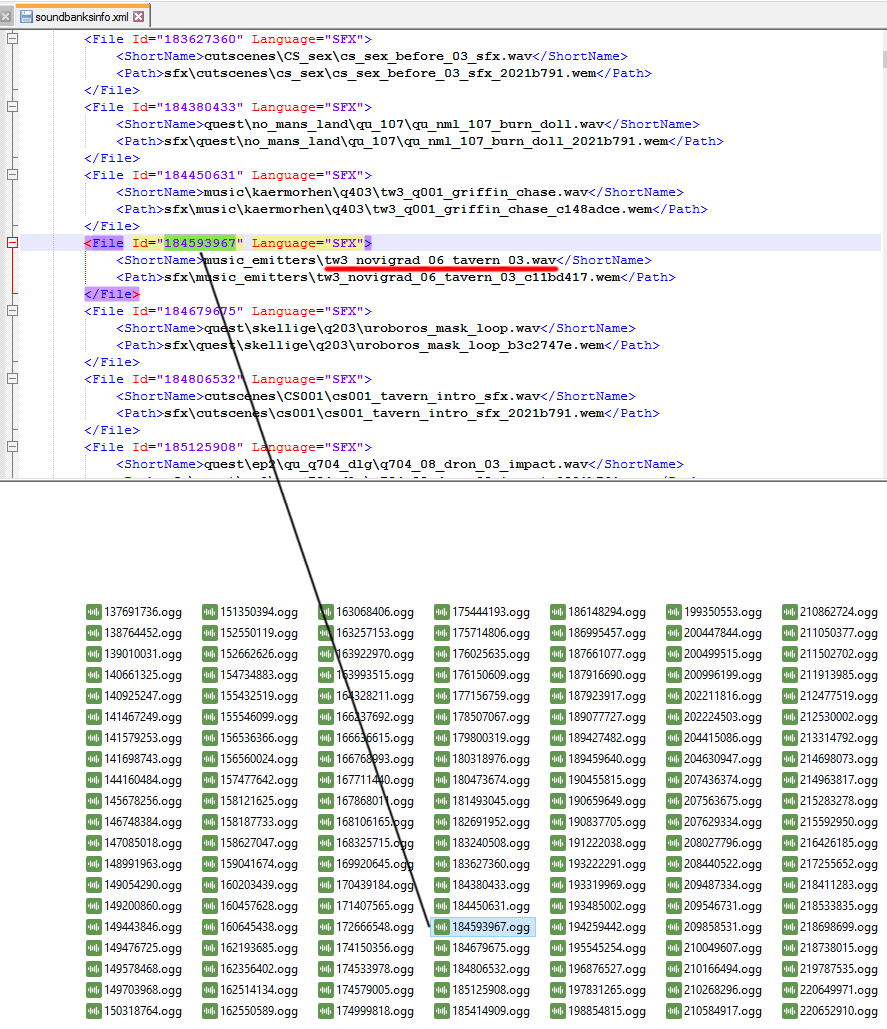 soundbanksinfo.xml
<File Id="183627360" Language="SFX">
<ShortName>cutscenes\CS_sex\cs_sex_before_03_sfx.wav</ShortName>
<Path>sfx\cutscenes\cs_sex\cs_sex_before_03_sfx_2021b791.wem</Path>
</File>
<File Id="184380433" Language="SFX">
<ShortName>quest\no_mans_land\qu_107\qu_nml_107_burn_doll.wav</ShortName>
<Path>sfx\quest\no_mans_land\qu_107\qu_nml_107_burn_doll_2021b791.wem</Path>
</File>
<File Id="184450631" Language="SFX">
<ShortName>music\kaermorhen\q403\tw3_q001_griffin_chase.wav</ShortName>
<Path>sfx\music\kaermorhen\q403\tw3_q001_griffin_chase_c148adce.wem</Path>
</File>
<File Id="184593967" Language="SFX">
<ShortName>music_emitters\tw3_novigrad_06_tavern_03.wav</ShortName>
<Path>sfx\music_emitters\tw3_novigrad_06_tavern_03_c11bd417.wem</Path>
</File>
<File Id="184679675" Language="SFX">
<ShortName>quest\skellige\q203\uroboros_mask_loop.wav</ShortName>
<Path>sfx\quest\skellige\q203\uroboros_mask_loop_b3c2747e.wem</Path>
</File>
<File Id="184806532" Language="SFX">
<ShortName>cutscenes\CS001\cs001_tavern_intro_sfx.wav</ShortName>
<Path>sfx\cutscenes\cs001\cs001_tavern_intro_sfx_2021b791.wem</Path>
</File>
<File Id="185125908" Language="SFX">
<ShortName>quest\ep2\qu_q704_dlg\q704_08_dron_03_impact.wav</ShortName>
137691736.ogg 151350394.ogg 163068406.ogg 175444193.ogg 186148294.ogg 199350553.ogg 210862724.ogg
138764452.ogg 152550119.ogg 163257153.ogg 175714806.ogg 186995457.ogg 200447844.ogg 211050377.ogg
139010031.ogg 152662626.ogg 163922970.ogg 176025635.ogg 187661077.ogg 200499515.ogg 211502702.ogg
140661325.ogg 154734883.ogg 163993515.ogg 176150609.ogg 187916690.ogg 200996199.ogg 211913985.ogg
140925247.ogg 155432519.ogg 164328211.ogg 177156759.ogg 187923917.ogg 202211816.ogg 212477519.ogg
141467249.ogg 155546099.ogg 166237692.ogg 178507067.ogg 189077727.ogg 202224503.ogg 212530002.ogg
141579253.ogg 156536366.ogg 166636615.ogg 179800319.ogg 189427482.ogg 204415086.ogg 213314792.ogg
141698743.ogg 156560024.ogg 166768993.ogg 180318976.ogg 189459640.ogg 204630947.ogg 214698073.ogg
144160484.ogg 157477642.ogg 167711440.ogg 180473674.ogg 190455815.ogg 207436374.ogg 214963817.ogg
145678256.ogg 158121625.ogg 181493045.ogg 190659649.ogg 207563675.ogg 215283278.ogg
146748384.ogg 158187733.ogg 168106165.ogg 182691952.ogg 190837705.ogg 207629334.ogg 215592950.ogg
147085018.ogg 158627047.ogg 168325715.ogg 183240508.ogg 191222038.ogg 208027796.ogg 216426185.ogg
148991963.ogg 159041674.ogg 169920645.ogg 183627360.ogg 193222291.ogg 208440522.ogg 217255652.ogg
149054290.ogg 160203439.ogg 170439184.ogg 184380433.ogg 193319969.ogg 209487334.ogg 218411283.ogg
149200860.ogg 160457628.ogg 171407565.ogg 184450631.ogg 193485002.ogg 209546731.ogg 218533835.ogg
149443846.ogg 160645438.ogg 172666548.ogg 184593967.ogg 194259442.ogg 209858531.ogg 218698699.ogg
149476725.ogg 162193685.ogg 174150356.ogg 184679675.ogg 195545254.ogg 210049607.ogg 218738015.ogg
149578468.ogg 162356402.ogg 174533978.ogg 184806532.ogg 196876527.ogg 210166494.ogg 219787535.ogg
149703968.ogg 162514134.ogg 174579005.ogg 185125908.ogg 197831265.ogg 210268296.ogg 220649971.ogg
150318764.ogg 162550589.ogg 174999818.ogg 185414909.ogg 198854815.ogg 210584917.ogg 220652910.ogg